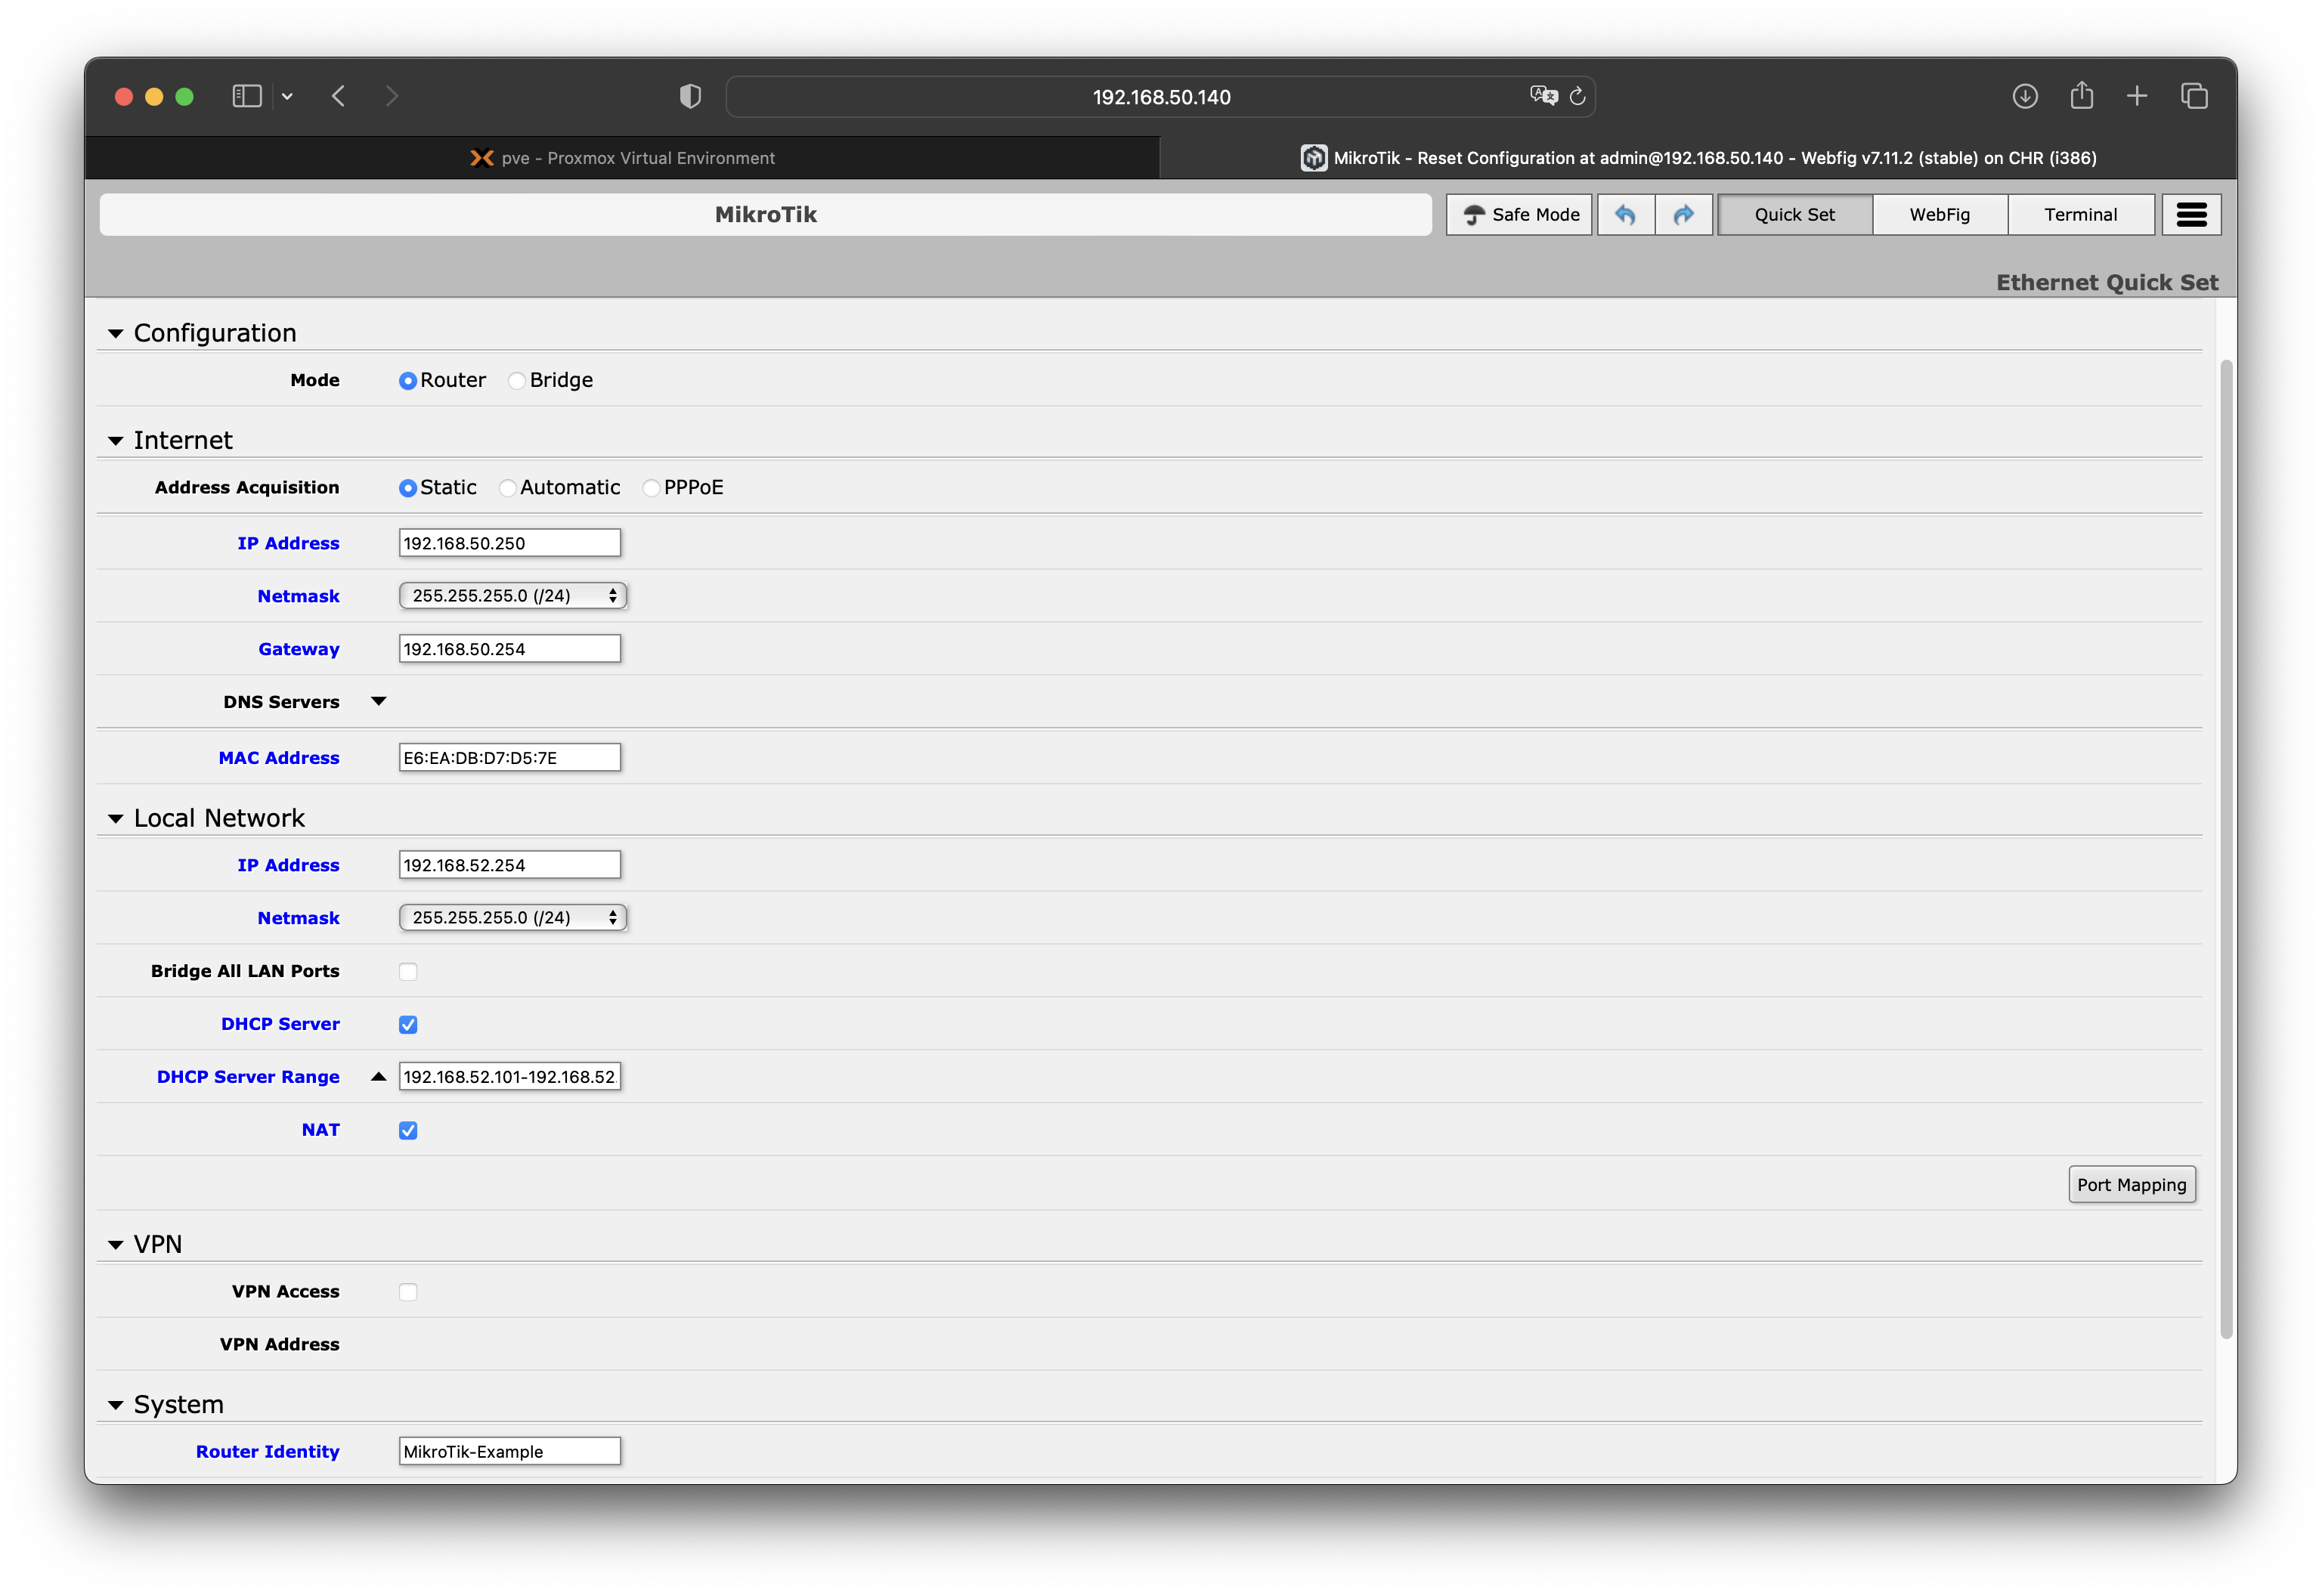 192.168.50.140
pve - Proxmox Virtual Environment
MikroTik - Reset Configuration at admin@192.168.50.140 - Webfig v7.11.2 (stable) on CHR (i386)
MikroTik
Safe Mode
Quick Set
WebFig
Terminal
Ethernet Quick Set
Configuration
Mode Router Bridge
Internet
Address Acquisition Static Automatic PPPoE
IP Address 192.168.50.250
Netmask 255.255.255.0 (/24)
Gateway 192.168.50.254
DNS Servers
MAC Address E6:EA:DB:D7:D5:7E
Local Network
IP Address 192.168.52.254
Netmask 255.255.255.0 (/24)
Bridge All LAN Ports
DHCP Server
DHCP Server Range 192.168.52.101-192.168.52.
NAT
Port Mapping
VPN
VPN Access
VPN Address
System
Router Identity MikroTik-Example